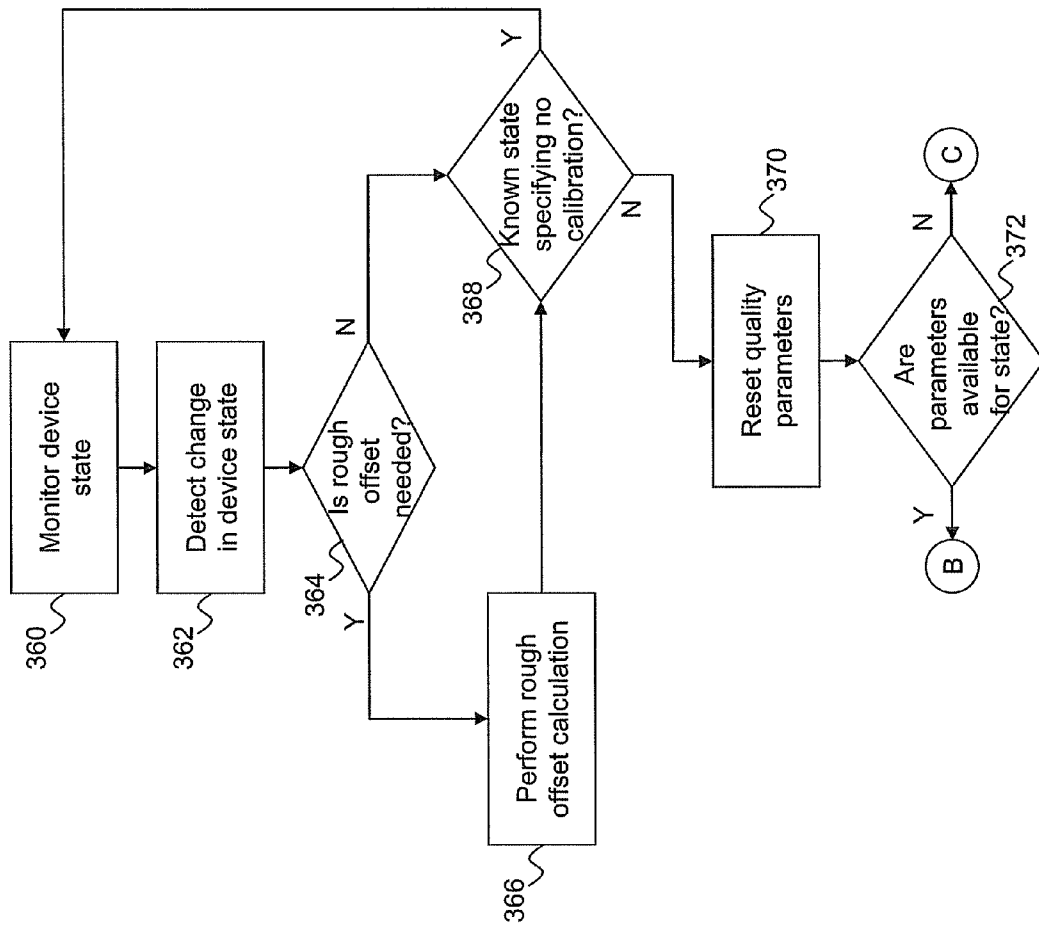 360
Monitor device
state
362
Detect change
in device state
364
Is rough
offset
needed?
Y
N
366
Perform rough
offset calculation
368
Known state
specifying no
calibration?
Y
N
370
Reset quality
parameters
372
Are
parameters
available
for state?
Y
N
B
C